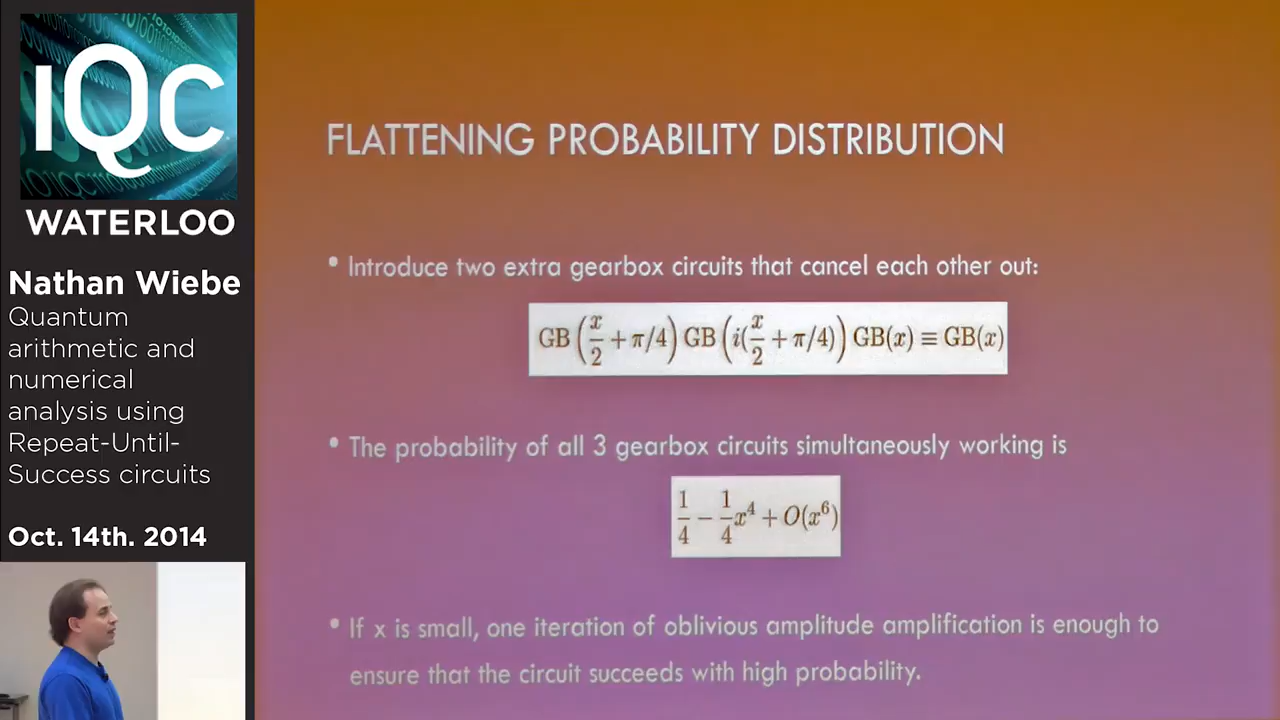 IQC
WATERLOO
Nathan Wiebe
Quantum
arithmetic and
numerical
analysis using
Repeat-Until-
Success circuits
Oct. 14th. 2014
FLATTENING PROBABILITY DISTRIBUTION
• Introduce two extra gearbox circuits that cancel each other out:
GB(x/2 + π/4) GB(i(x/2 + π/4)) GB(x) ≡ GB(x)
• The probability of all 3 gearbox circuits simultaneously working is
1/4 − 1/4 x⁴ + O(x⁶)
• If x is small, one iteration of oblivious amplitude amplification is enough to
ensure that the circuit succeeds with high probability.